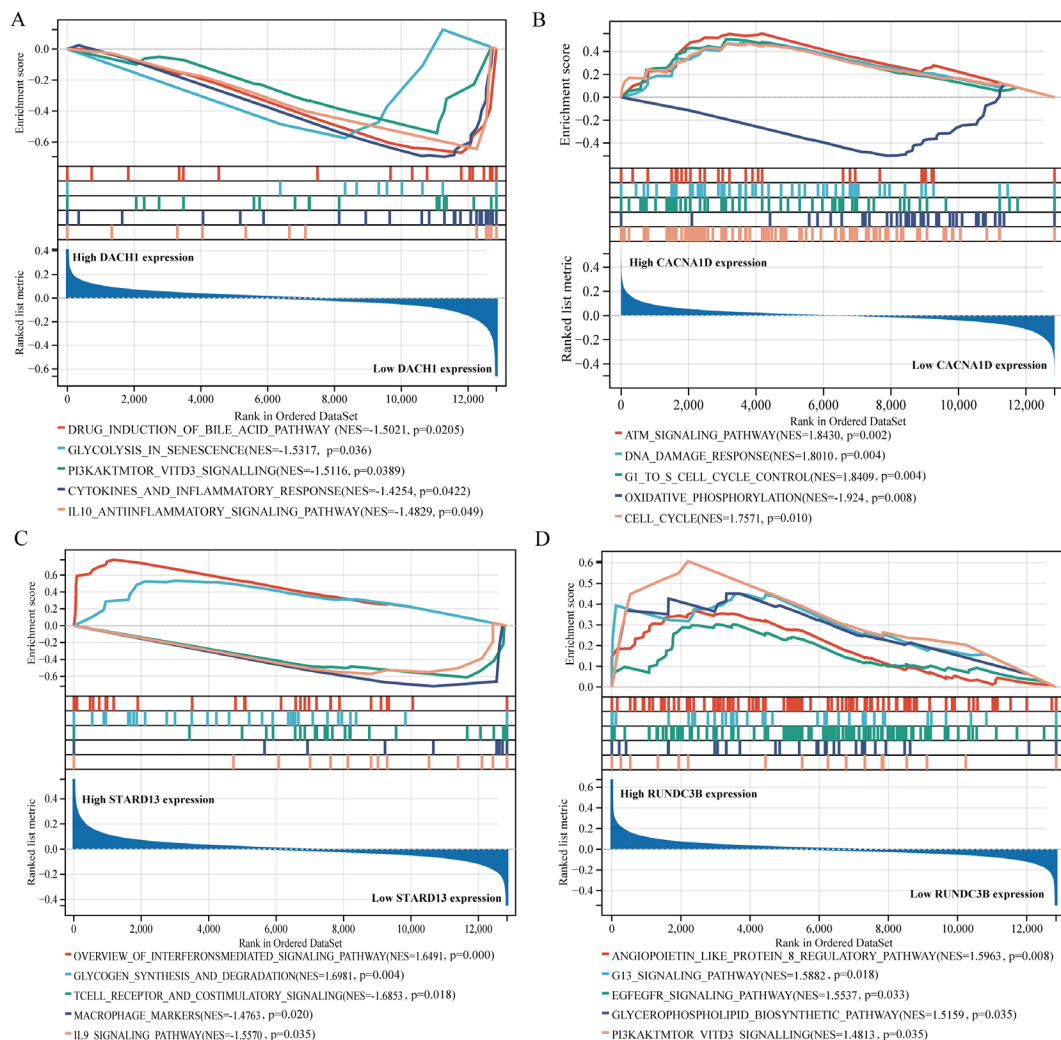 A
Enrichment score
0.0
−0.2
−0.4
−0.6
Ranked list metric
0.4
0.2
0.0
−0.2
−0.4
−0.6
High DACH1 expression
Low DACH1 expression
0
2,000
4,000
6,000
8,000
10,000
12,000
Rank in Ordered DataSet
DRUG_INDUCTION_OF_BILE_ACID_PATHWAY (NES=-1.5021, p=0.0205)
GLYCOLYSIS_IN_SENESCENCE(NES=-1.5317, p=0.036)
PI3KAKTMTOR_VITD3_SIGNALLING(NES=-1.5116, p=0.0389)
CYTOKINES_AND_INFLAMMATORY_RESPONSE(NES=-1.4254, p=0.0422)
IL10_ANTIINFLAMMATORY_SIGNALING_PATHWAY(NES=-1.4829, p=0.049)
B
Enrichment score
0.4
0.2
0.0
−0.2
−0.4
Ranked list metric
0.4
0.2
0.0
−0.2
−0.4
High CACNA1D expression
Low CACNA1D expression
0
2,000
4,000
6,000
8,000
10,000
12,000
Rank in Ordered DataSet
ATM_SIGNALING_PATHWAY(NES=1.8430, p=0.002)
DNA_DAMAGE_RESPONSE(NES=1.8010, p=0.004)
G1_TO_S_CELL_CYCLE_CONTROL(NES=1.8409, p=0.004)
OXIDATIVE_PHOSPHORYLATION(NES=-1.924, p=0.008)
CELL_CYCLE(NES=1.7571, p=0.010)
C
Enrichment score
0.6
0.4
0.2
0.0
−0.2
−0.4
−0.6
Ranked list metric
0.4
0.2
0.0
−0.2
−0.4
High STARD13 expression
Low STARD13 expression
0
2,000
4,000
6,000
8,000
10,000
12,000
Rank in Ordered DataSet
OVERVIEW_OF_INTERFERONSMEDIATED_SIGNALING_PATHWAY(NES=1.6491, p=0.000)
GLYCOGEN_SYNTHESIS_AND_DEGRADATION(NES=1.6981, p=0.004)
TCELL_RECEPTOR_AND_COSTIMULATORY_SIGNALING(NES=-1.6853, p=0.018)
MACROPHAGE_MARKERS(NES=-1.4763, p=0.020)
IL9_SIGNALING_PATHWAY(NES=-1.5570, p=0.035)
D
Enrichment score
0.6
0.5
0.4
0.3
0.2
0.1
0.0
Ranked list metric
0.6
0.4
0.2
0.0
−0.2
−0.4
High RUNDC3B expression
Low RUNDC3B expression
0
2,000
4,000
6,000
8,000
10,000
12,000
Rank in Ordered DataSet
ANGIOPOIETIN_LIKE_PROTEIN_8_REGULATORY_PATHWAY(NES=1.5963, p=0.008)
G13_SIGNALING_PATHWAY(NES=1.5882, p=0.018)
EGFEGFR_SIGNALING_PATHWAY(NES=1.5537, p=0.033)
GLYCEROPHOSPHOLIPID_BIOSYNTHETIC_PATHWAY(NES=1.5159, p=0.035)
PI3KAKTMTOR_VITD3_SIGNALLING(NES=1.4813, p=0.035)